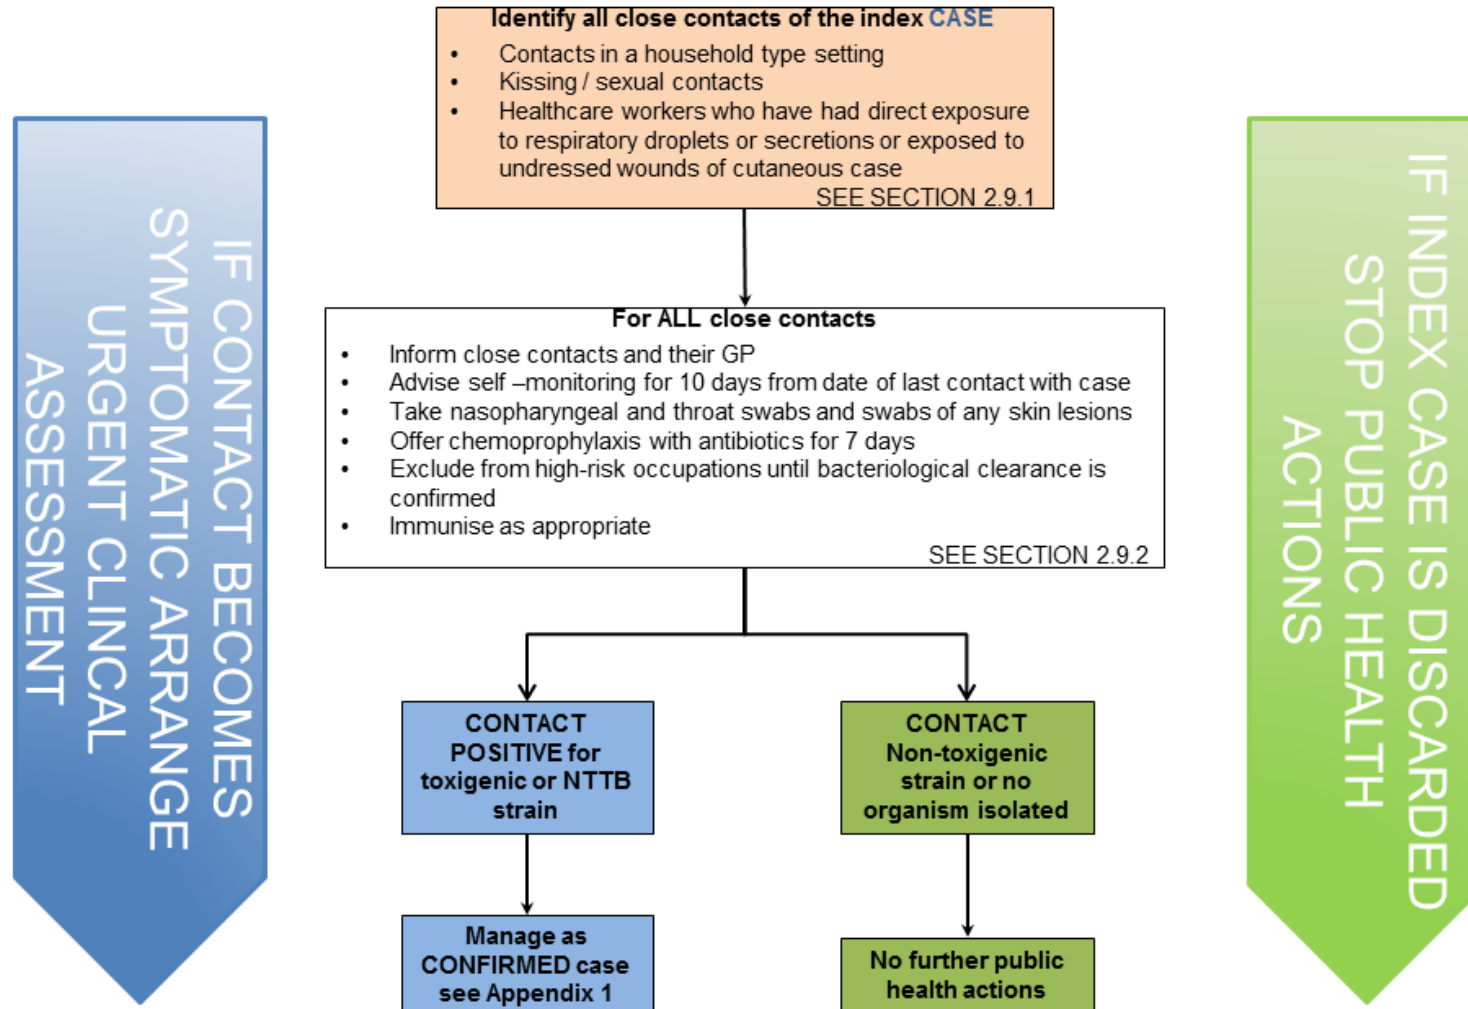 Identify all close contacts of the index CASE
• Contacts in a household type setting
• Kissing / sexual contacts
• Healthcare workers who have had direct exposure
to respiratory droplets or secretions or exposed to
undressed wounds of cutaneous case
SEE SECTION 2.9.1
IF CONTACT BECOMES
SYMPTOMATIC ARRANGE
URGENT CLINCAL
ASSESSMENT
IF INDEX CASE IS DISCARDED
STOP PUBLIC HEALTH
ACTIONS
For ALL close contacts
• Inform close contacts and their GP
• Advise self –monitoring for 10 days from date of last contact with case
• Take nasopharyngeal and throat swabs and swabs of any skin lesions
• Offer chemoprophylaxis with antibiotics for 7 days
• Exclude from high-risk occupations until bacteriological clearance is
confirmed
• Immunise as appropriate
SEE SECTION 2.9.2
CONTACT
POSITIVE for
toxigenic or NTTB
strain
CONTACT
Non-toxigenic
strain or no
organism isolated
Manage as
CONFIRMED case
see Appendix 1
No further public
health actions